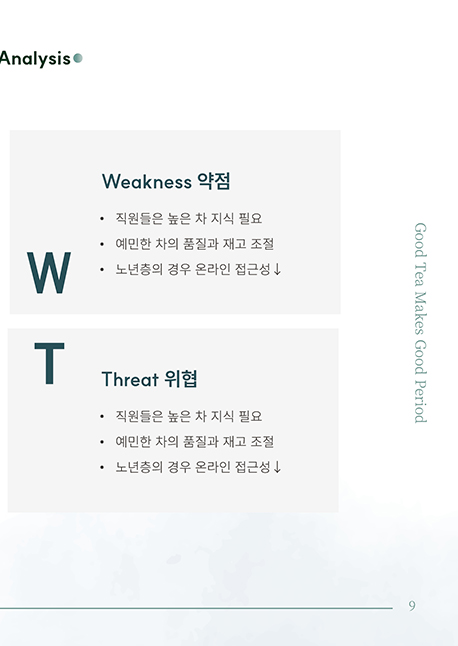 Analysis
Weakness 약점
• 직원들은 높은 차 지식 필요
• 예민한 차의 품질과 재고 조절
• 노년층의 경우 온라인 접근성↓
W
T
Threat 위협
• 직원들은 높은 차 지식 필요
• 예민한 차의 품질과 재고 조절
• 노년층의 경우 온라인 접근성↓
Good Tea Makes Good Period
9